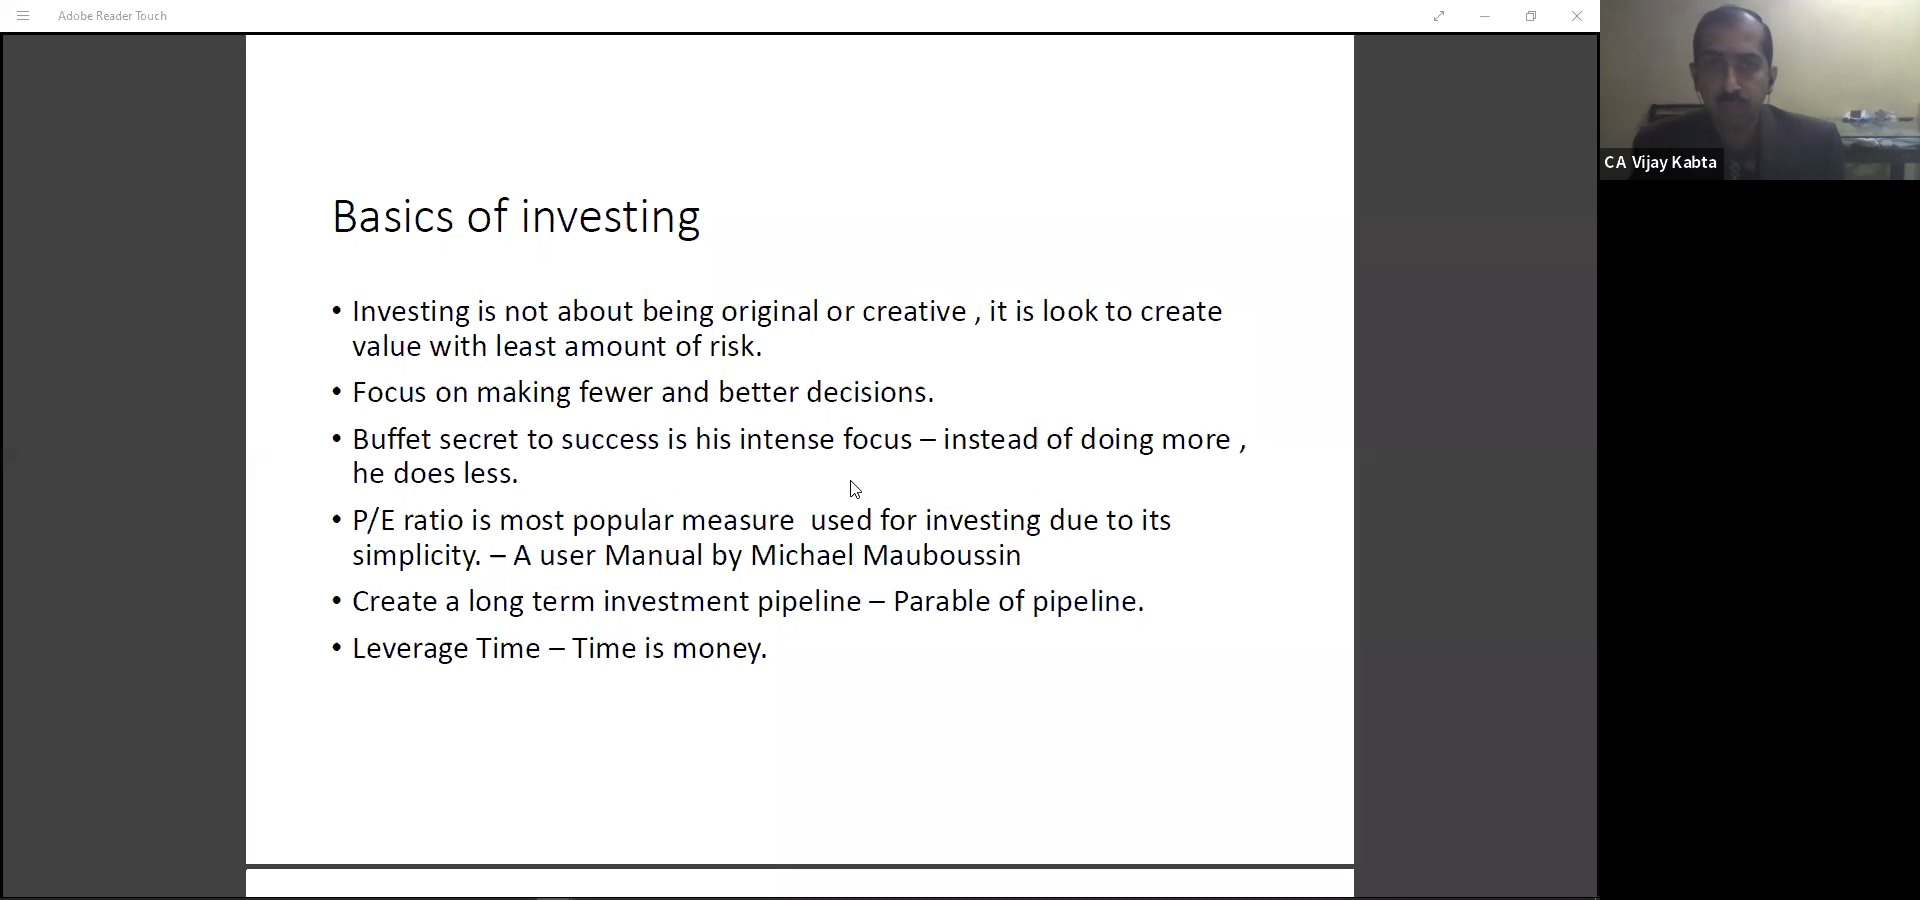 Adobe Reader Touch
CA Vijay Kabta
Basics of investing
• Investing is not about being original or creative , it is look to create
value with least amount of risk.
• Focus on making fewer and better decisions.
• Buffet secret to success is his intense focus – instead of doing more ,
he does less.
• P/E ratio is most popular measure  used for investing due to its
simplicity. – A user Manual by Michael Mauboussin
• Create a long term investment pipeline – Parable of pipeline.
• Leverage Time – Time is money.